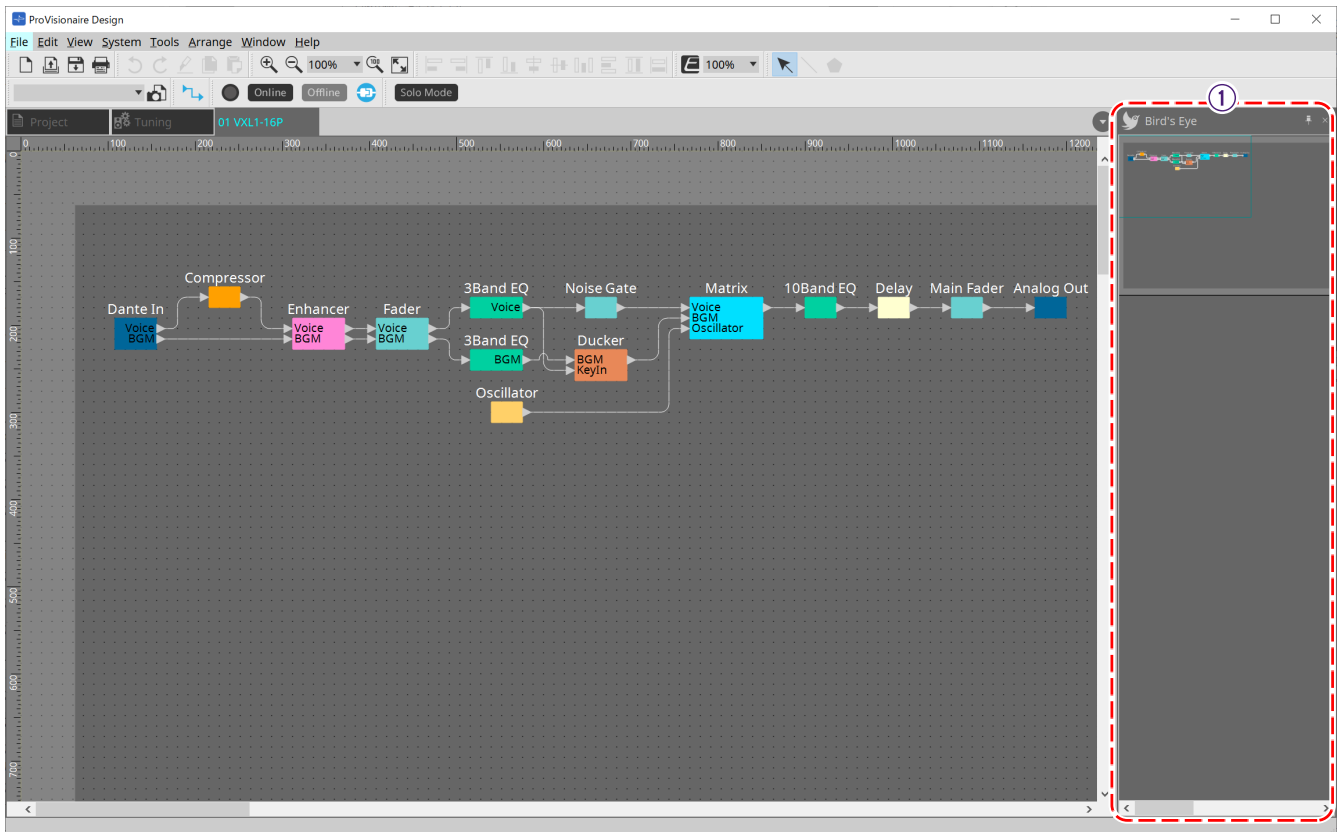 ProVisionaire Design
File Edit View System Tools Arrange Window Help
100% 100 100%
Online Offline Solo Mode
Project Tuning 01 VXL1-16P
1
Bird's Eye
0 100 200 300 400 500 600 700 800 900 1000 1100 1200
0
100
200
300
400
500
600
700
Compressor
Dante In
Voice
BGM
Enhancer
Voice
BGM
Fader
Voice
BGM
3Band EQ
Voice
Noise Gate
3Band EQ
BGM
Ducker
BGM
KeyIn
Oscillator
Matrix
Voice
BGM
Oscillator
10Band EQ
Delay
Main Fader
Analog Out